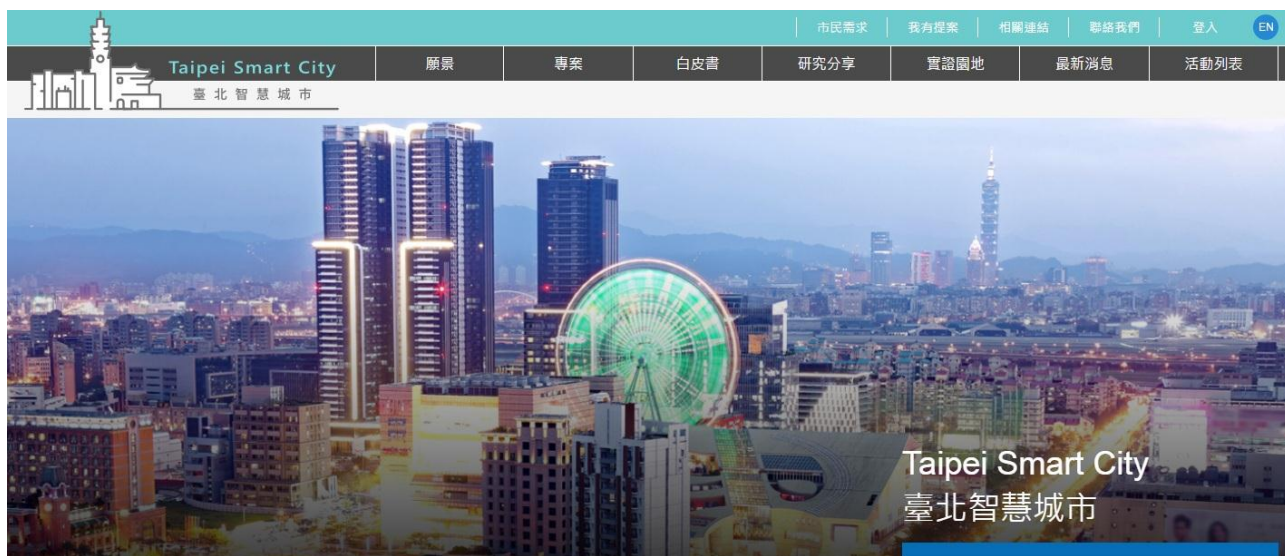 市民需求 我有提案 相關連結 聯絡我們 登入 EN
Taipei Smart City 願景 專案 白皮書 研究分享 實證園地 最新消息 活動列表
臺北智慧城市
Taipei Smart City
臺北智慧城市